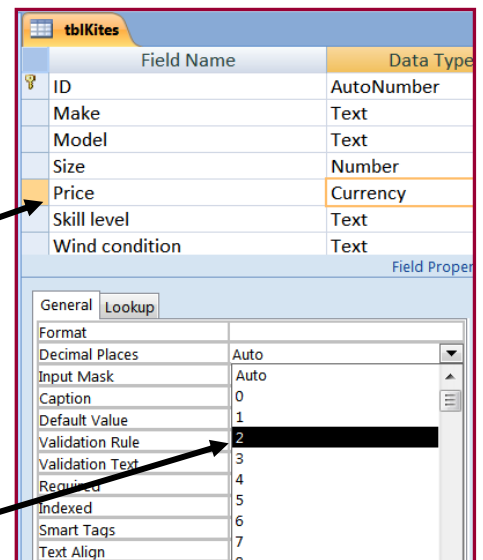 tblKites
Field Name Data Type
ID AutoNumber
Make Text
Model Text
Size Number
Price Currency
Skill level Text
Wind condition Text
Field Proper
General Lookup
Format
Decimal Places Auto
Input Mask Auto
Caption 0
Default Value 1
Validation Rule 2
Validation Text 3
Required 4
Indexed 5
Smart Tags 6
Text Align 7